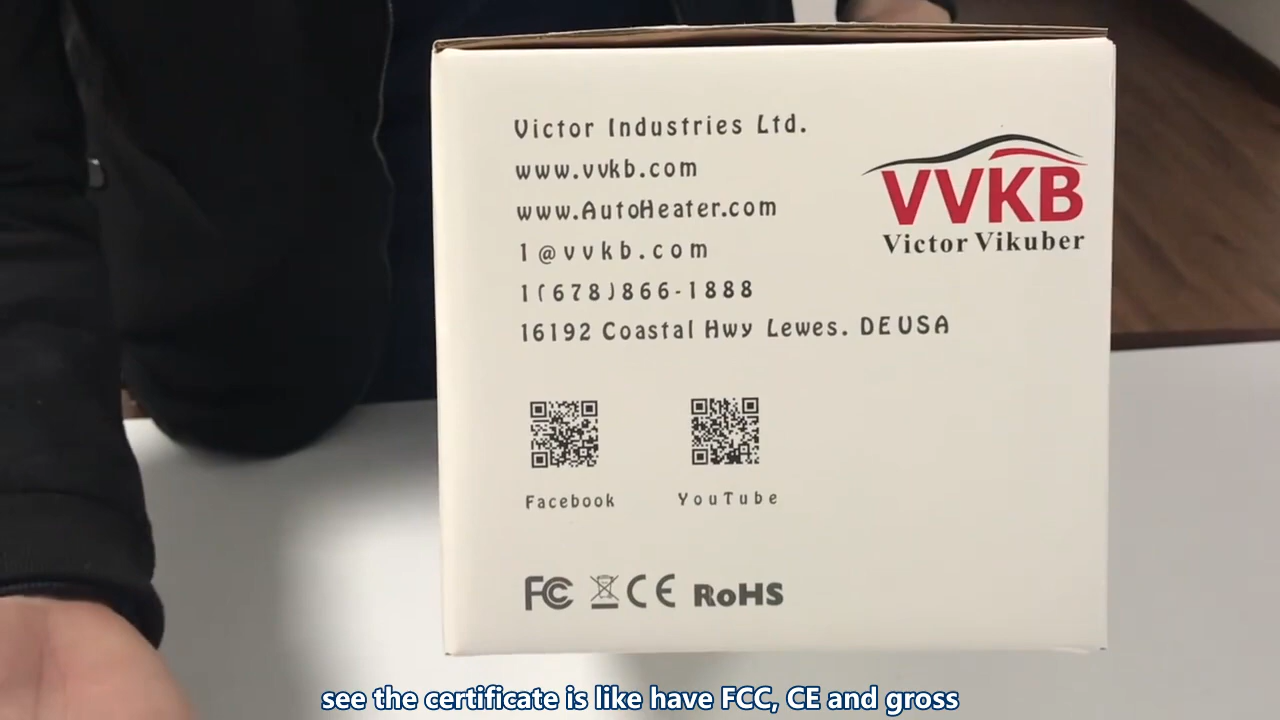 Victor Industries Ltd.
www.vvkb.com
www.AutoHeater.com
1@vvkb.com
1(678)866-1888
16192 Coastal Hwy Lewes. DE USA
VVKB
Victor Vikuber
Facebook
YouTube
FC CE RoHS
see the certificate is like have FCC, CE and gross